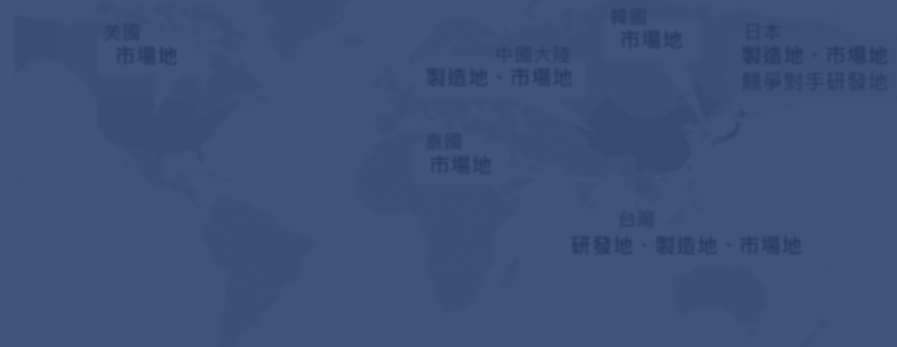 美國
市場地
韓國
市場地
日本
製造地、市場地
競爭對手研發地
中國大陸
製造地、市場地
泰國
市場地
台灣
研發地、製造地、市場地